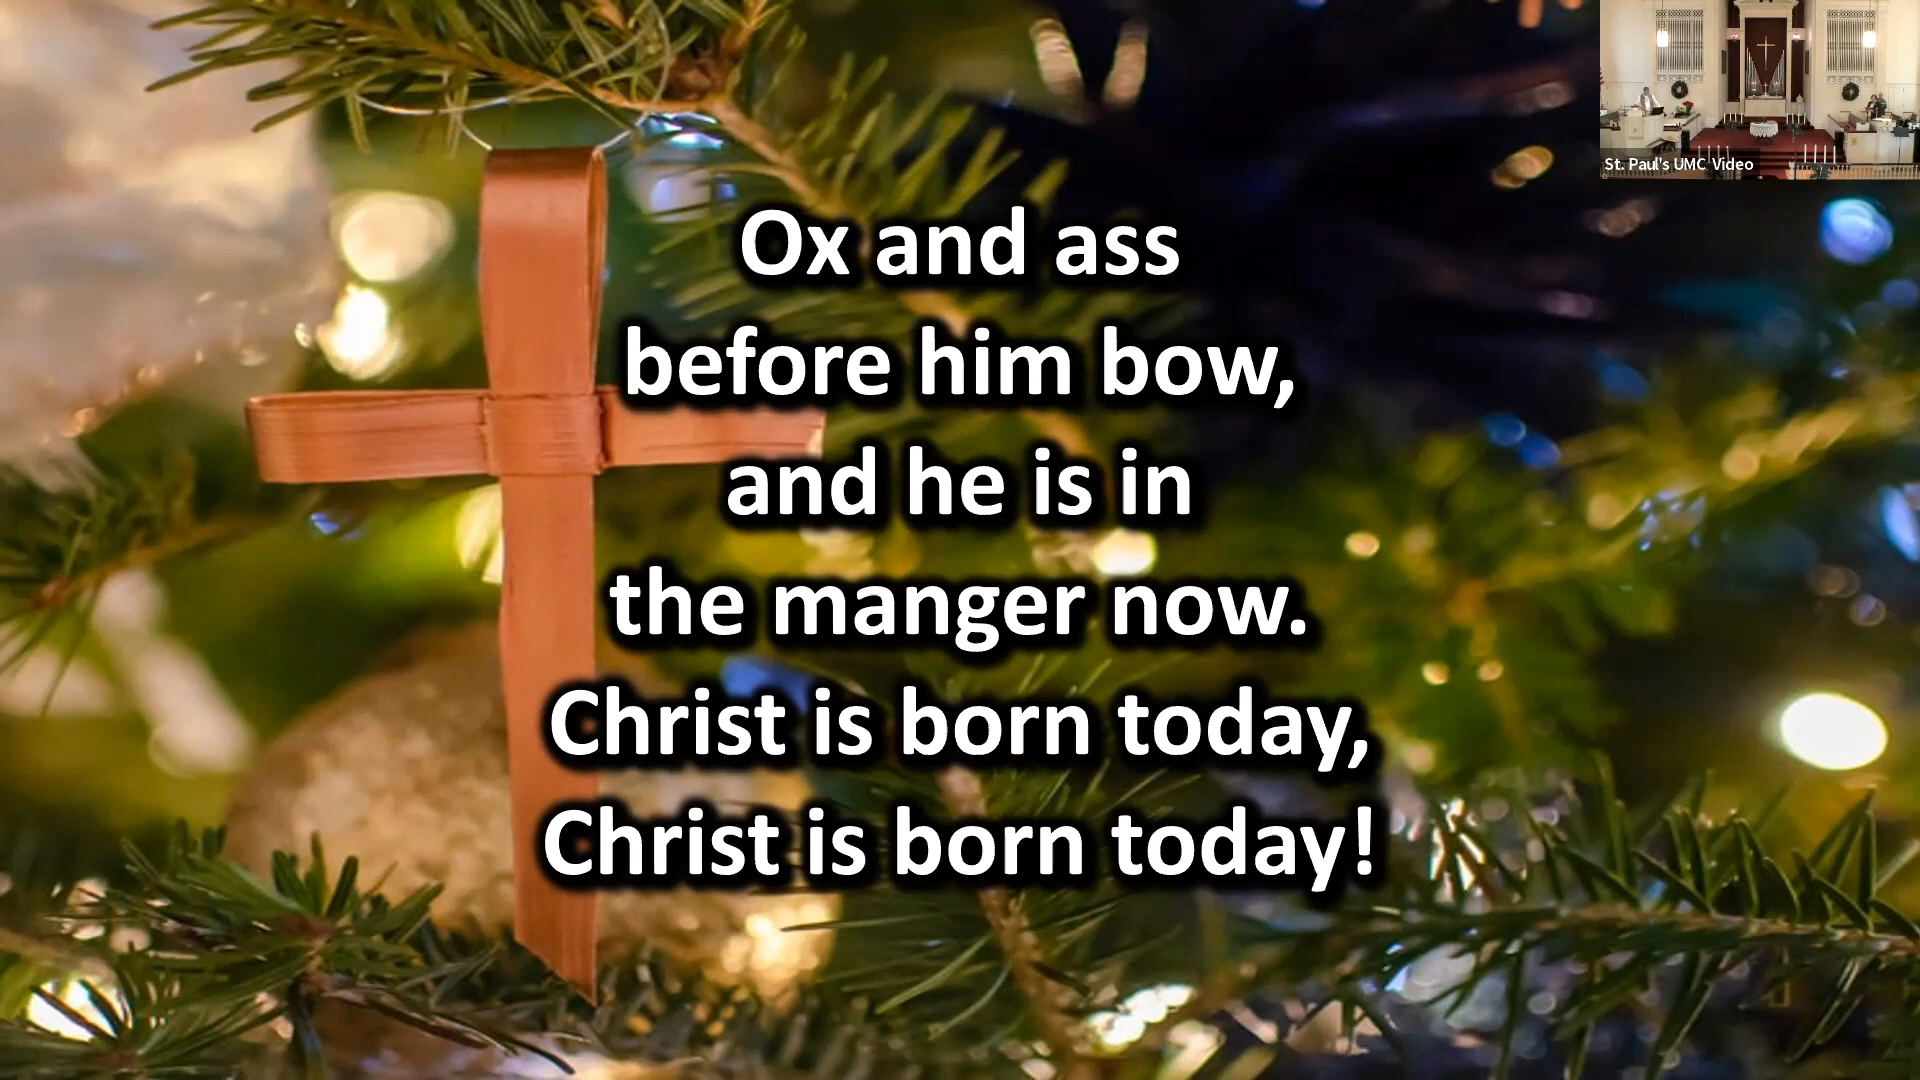 St. Paul's UMC Video
Ox and ass
before him bow,
and he is in
the manger now.
Christ is born today,
Christ is born today!